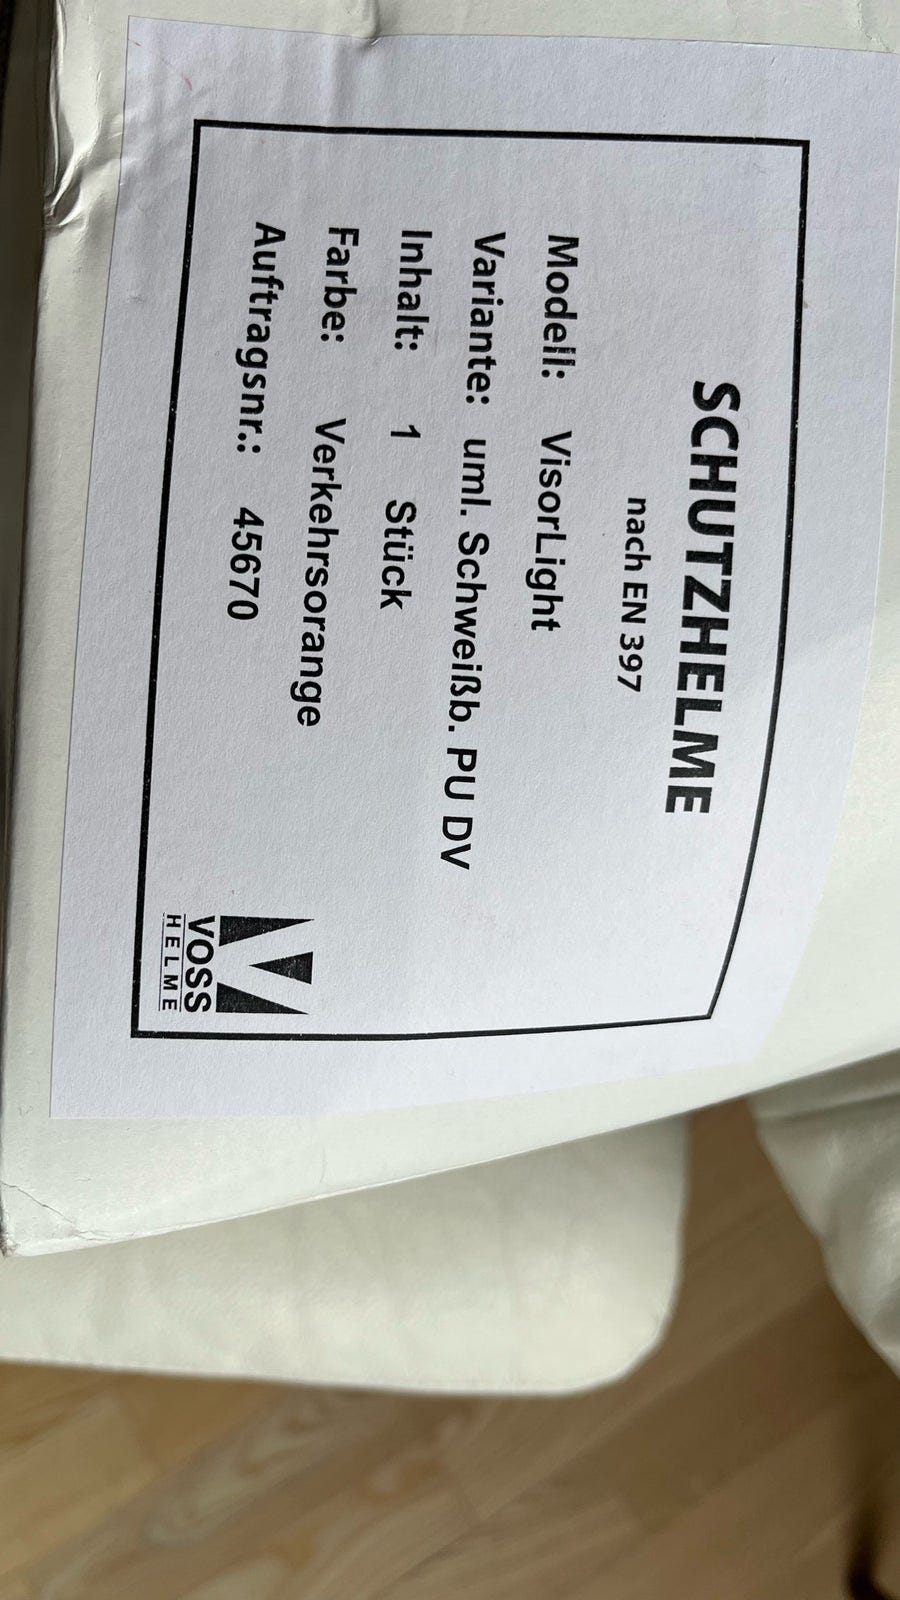 SCHUTZHELME
nach EN 397
Modell: VisorLight
Variante: uml. Schweißb. PU DV
Inhalt: 1 Stück
Farbe: Verkehrsorange
Auftragsnr.: 45670
VOSS
HELME